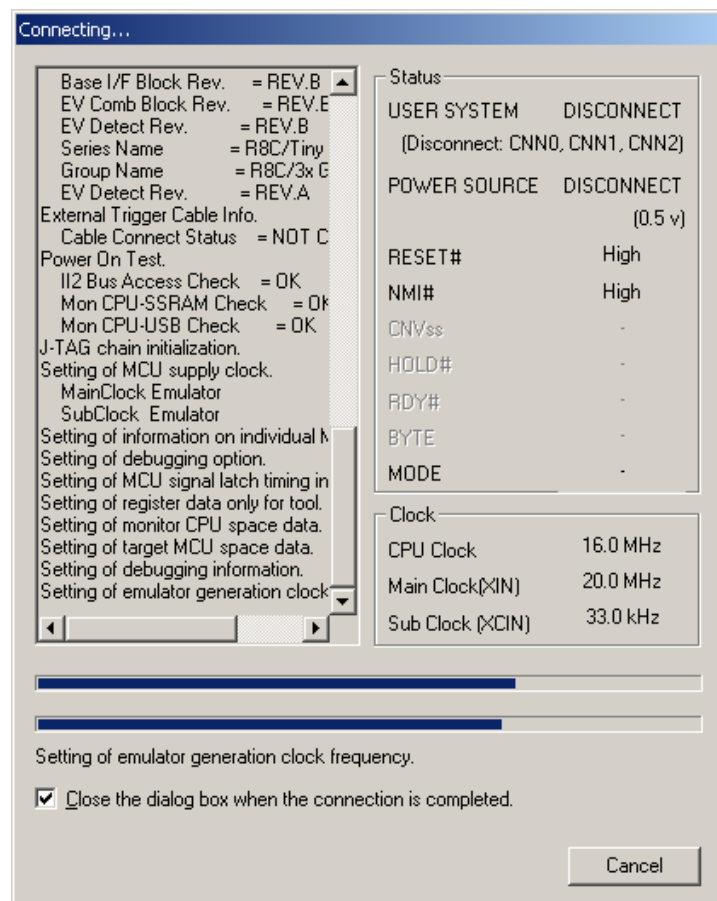 Connecting...
Base I/F Block Rev. = REV.B
EV Comb Block Rev. = REV.E
EV Detect Rev. = REV.B
Series Name = R8C/Tiny
Group Name = R8C/3x G
EV Detect Rev. = REV.A
External Trigger Cable Info.
Cable Connect Status = NOT C
Power On Test.
II2 Bus Access Check = OK
Mon CPU-SSRAM Check = OK
Mon CPU-USB Check = OK
J-TAG chain initialization.
Setting of MCU supply clock.
MainClock Emulator
SubClock Emulator
Setting of information on individual M
Setting of debugging option.
Setting of MCU signal latch timing in
Setting of register data only for tool.
Setting of monitor CPU space data.
Setting of target MCU space data.
Setting of debugging information.
Setting of emulator generation clock
Status
USER SYSTEM DISCONNECT
(Disconnect: CNN0, CNN1, CNN2)
POWER SOURCE DISCONNECT
(0.5 v)
RESET# High
NMI# High
CNVss -
HOLD# -
RDY# -
BYTE -
MODE -
Clock
CPU Clock 16.0 MHz
Main Clock(XIN) 20.0 MHz
Sub Clock (XCIN) 33.0 kHz
Setting of emulator generation clock frequency.
Close the dialog box when the connection is completed.
Cancel